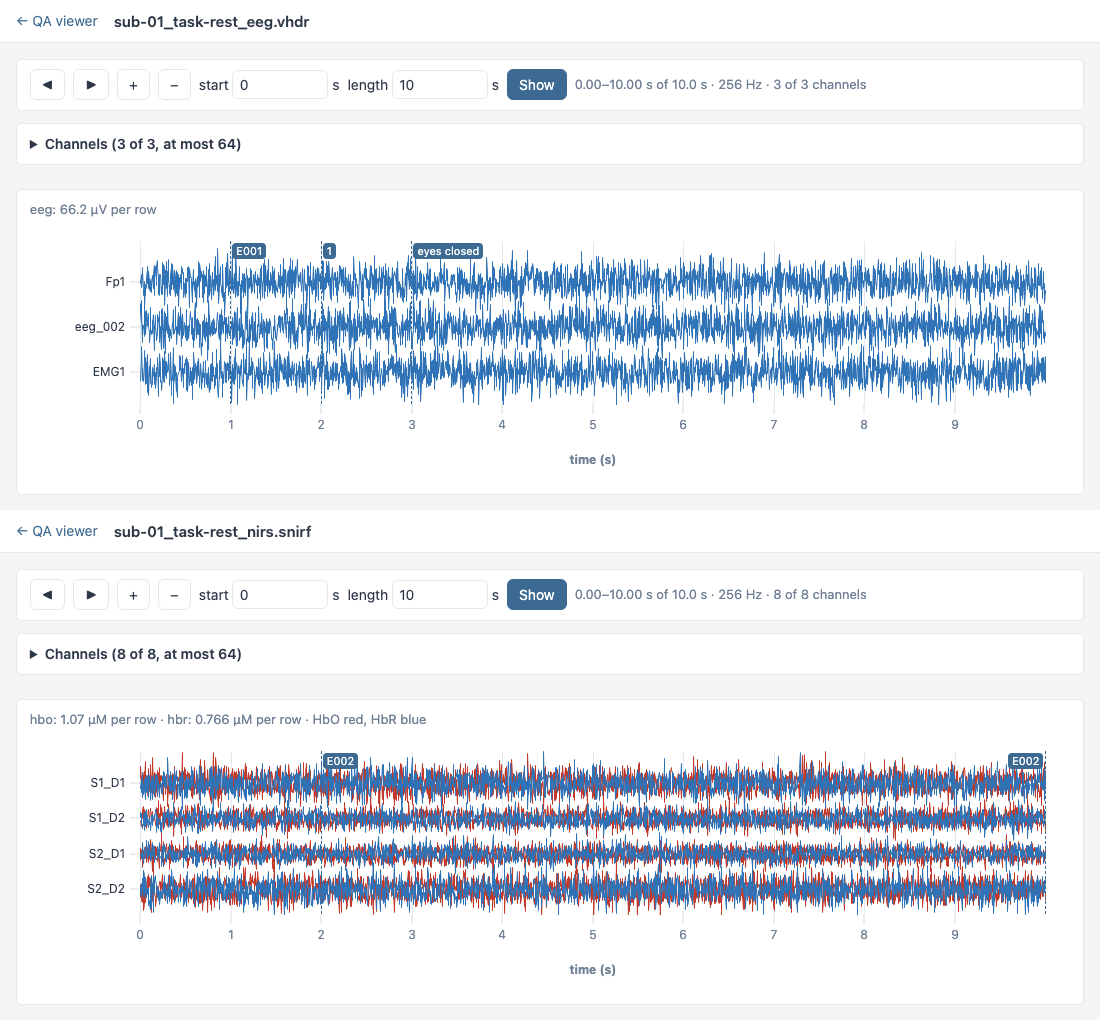 ← QA viewer sub-01_task-rest_eeg.vhdr
◀ ▶ + − start 0 s length 10 s Show 0.00–10.00 s of 10.0 s · 256 Hz · 3 of 3 channels
▶ Channels (3 of 3, at most 64)
eeg: 66.2 µV per row
E001 1 eyes closed
Fp1
eeg_002
EMG1
0 1 2 3 4 5 6 7 8 9
time (s)
← QA viewer sub-01_task-rest_nirs.snirf
◀ ▶ + − start 0 s length 10 s Show 0.00–10.00 s of 10.0 s · 256 Hz · 8 of 8 channels
▶ Channels (8 of 8, at most 64)
hbo: 1.07 µM per row · hbr: 0.766 µM per row · HbO red, HbR blue
E002 E002
S1_D1
S1_D2
S2_D1
S2_D2
0 1 2 3 4 5 6 7 8 9
time (s)